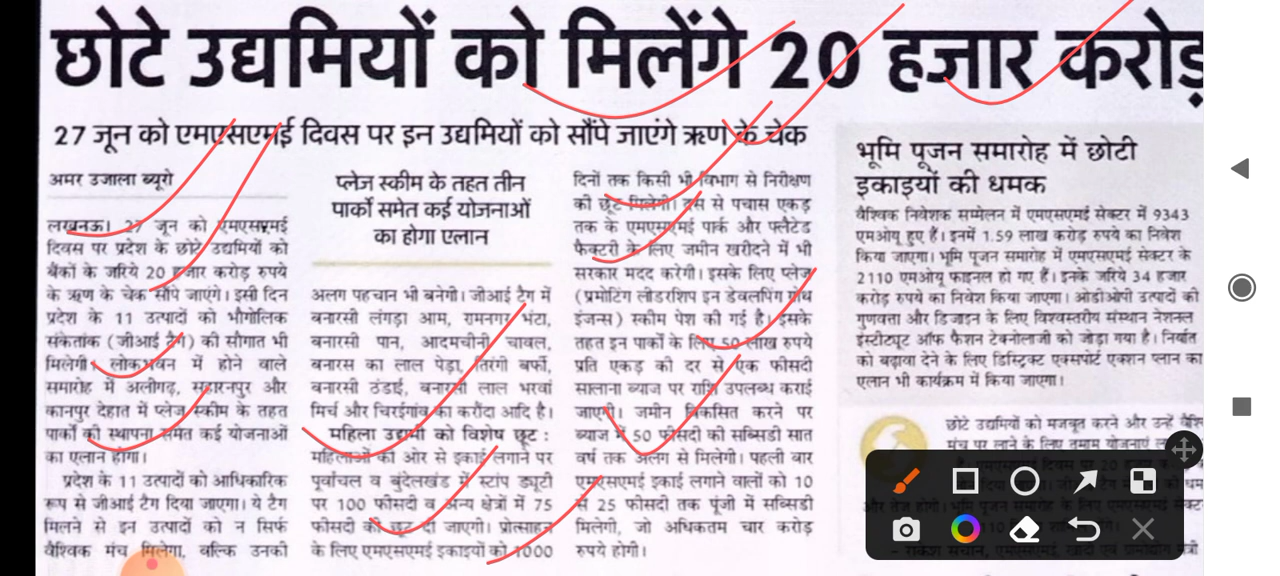 छोटे उद्यमियों को मिलेंगे 20 हजार करोड़
27 जून को एमएसएमई दिवस पर इन उद्यमियों को सौंपे जाएंगे ऋण के चेक
अमर उजाला ब्यूरो
लखनऊ। 27 जून को एमएसएमई
दिवस पर प्रदेश के छोटे उद्यमियों को
बैंकों के जरिये 20 हजार करोड़ रुपये
के ऋण के चेक सौंपे जाएंगे। इसी दिन
प्रदेश के 11 उत्पादों को भौगोलिक
संकेतांक (जीआई टैग) की सौगात भी
मिलेगी। लोकभवन में होने वाले
समारोह में अलीगढ़, सहारनपुर और
कानपुर देहात में प्लेज स्कीम के तहत
पार्कों की स्थापना समेत कई योजनाओं
का एलान होगा।
प्रदेश के 11 उत्पादों को आधिकारिक
रूप से जीआई टैग दिया जाएगा। ये टैग
मिलने से इन उत्पादों को न सिर्फ
वैश्विक मंच मिलेगा, बल्कि उनकी
प्लेज स्कीम के तहत तीन
पार्कों समेत कई योजनाओं
का होगा एलान
अलग पहचान भी बनेगी। जीआई टैग में
बनारसी लंगड़ा आम, रामनगर भंटा,
बनारसी पान, आदमचीनी चावल,
बनारस का लाल पेड़ा, तिरंगी बर्फी,
बनारसी ठंडाई, बनारसी लाल भरवां
मिर्च और चिरईगांव का करौंदा आदि है।
महिला उद्यमी को विशेष छूट :
महिलाओं की ओर से इकाई लगाने पर
पूर्वांचल व बुंदेलखंड में स्टांप ड्यूटी
पर 100 फीसदी व अन्य क्षेत्रों में 75
फीसदी की छूट दी जाएगी। प्रोत्साहन
के लिए एमएसएमई इकाइयों को 1000
दिनों तक किसी भी विभाग से निरीक्षण
की छूट मिलेगी। दस से पचास एकड़
तक के एमएसएमई पार्क और फ्लैटेड
फैक्टरी के लिए जमीन खरीदने में भी
सरकार मदद करेगी। इसके लिए प्लेज
(प्रमोटिंग लीडरशिप इन डेवलपिंग ग्रोथ
इंजन्स) स्कीम पेश की गई है। इसके
तहत इन पार्कों के लिए 50 लाख रुपये
प्रति एकड़ की दर से एक फीसदी
सालाना ब्याज पर राशि उपलब्ध कराई
जाएगी। जमीन विकसित करने पर
ब्याज में 50 फीसदी की सब्सिडी सात
वर्ष तक अलग से मिलेगी। पहली बार
एमएसएमई इकाई लगाने वालों को 10
से 25 फीसदी तक पूंजी में सब्सिडी
मिलेगी, जो अधिकतम चार करोड़
रुपये होगी।
भूमि पूजन समारोह में छोटी
इकाइयों की धमक
वैश्विक निवेशक सम्मेलन में एमएसएमई सेक्टर में 9343
एमओयू हुए हैं। इनमें 1.59 लाख करोड़ रुपये का निवेश
किया जाएगा। भूमि पूजन समारोह में एमएसएमई सेक्टर के
2110 एमओयू फाइनल हो गए हैं। इनके जरिये 34 हजार
करोड़ रुपये का निवेश किया जाएगा। ओडीओपी उत्पादों की
गुणवत्ता और डिजाइन के लिए विश्वस्तरीय संस्थान नेशनल
इंस्टीट्यूट ऑफ फैशन टेक्नोलाजी को जोड़ा गया है। निर्यात
को बढ़ावा देने के लिए डिस्ट्रिक्ट एक्सपोर्ट एक्शन प्लान का
एलान भी कार्यक्रम में किया जाएगा।
छोटे उद्यमियों को मजबूत करने और उन्हें
मंच पर लाने के लिए तमाम योजनाएं